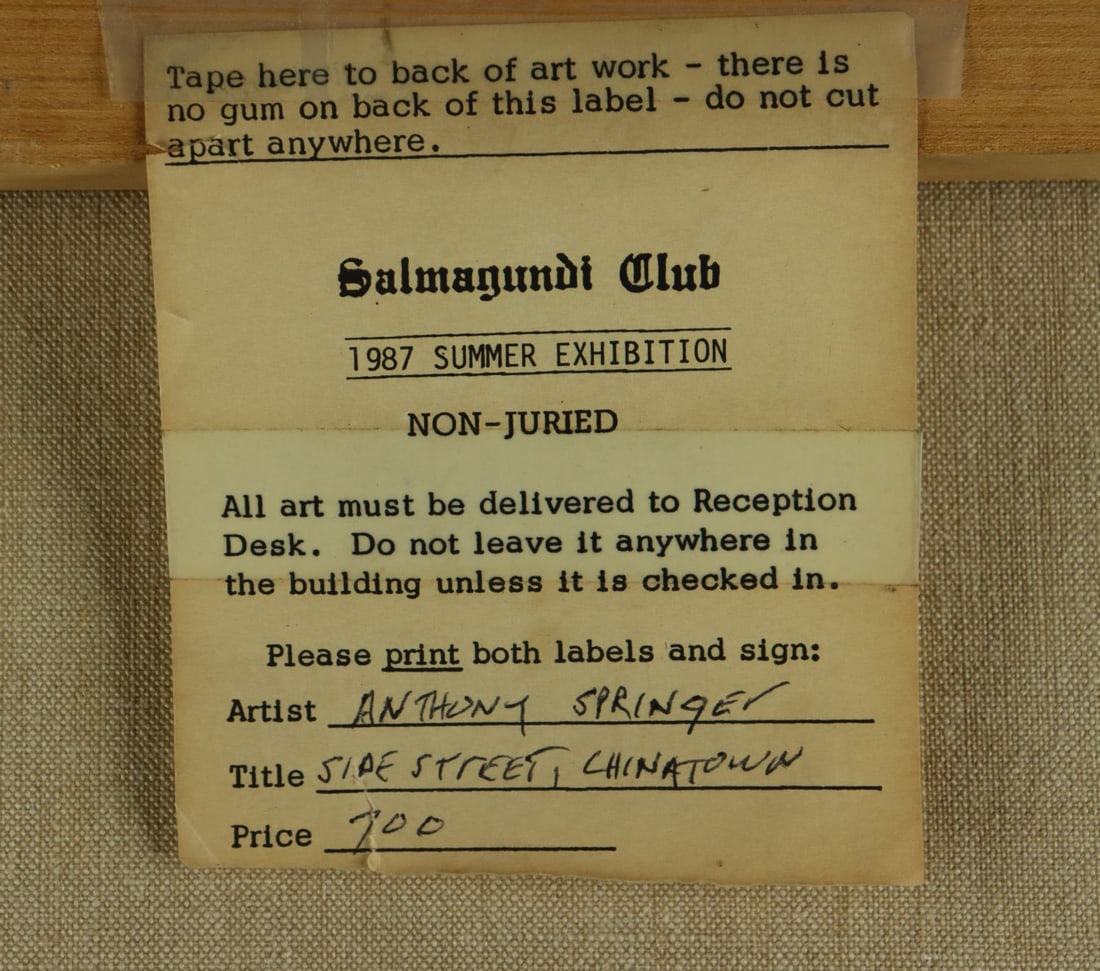 Tape here to back of art work - there is
no gum on back of this label - do not cut
apart anywhere.
Salmagundi Club
1987 SUMMER EXHIBITION
NON-JURIED
All art must be delivered to Reception
Desk. Do not leave it anywhere in
the building unless it is checked in.
Please print both labels and sign:
Artist ANTHONY SPRINGER
Title SIDE STREET, CHINATOWN
Price 700